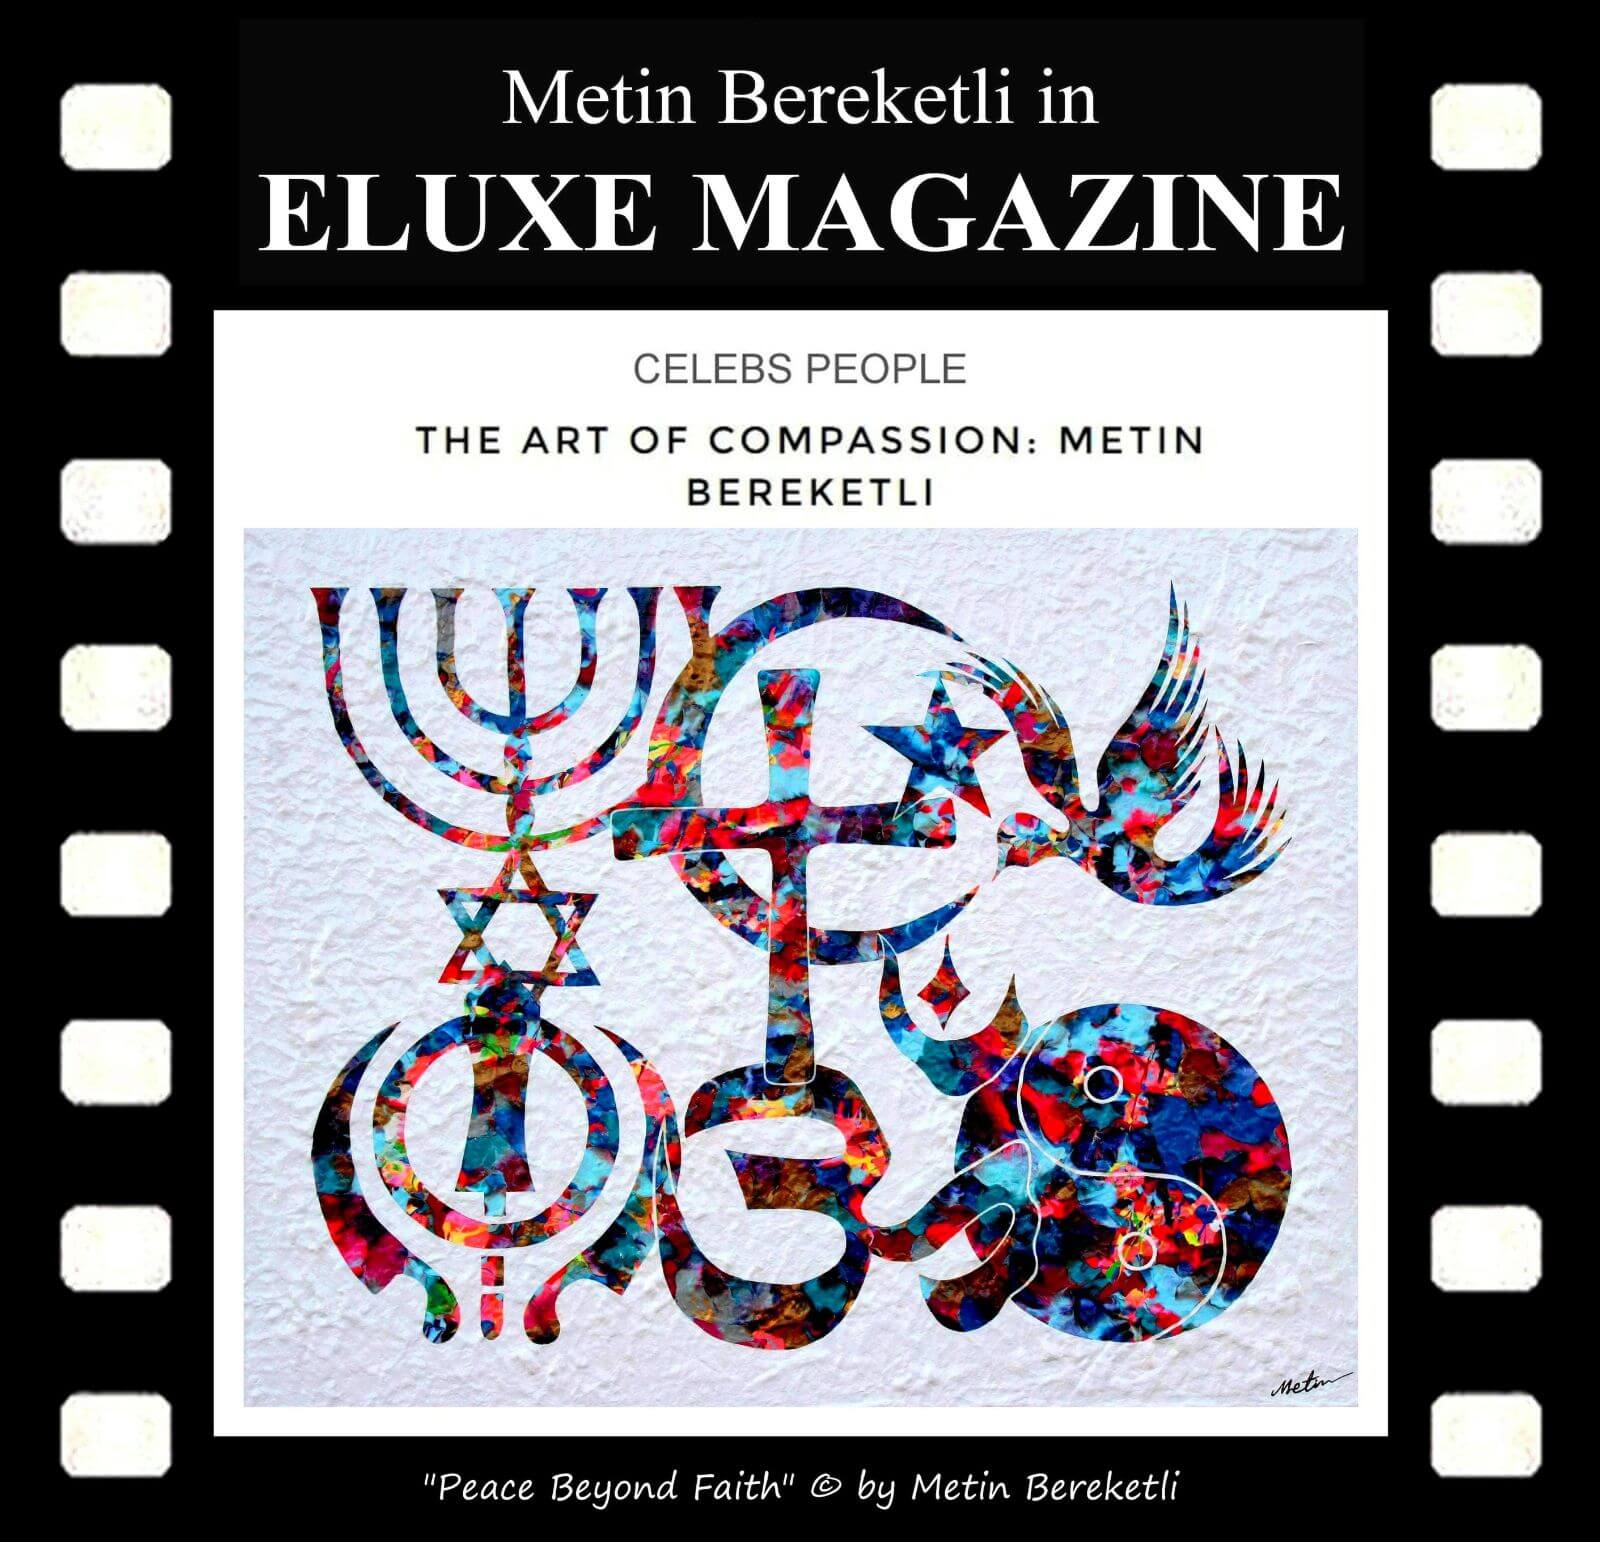 Metin Bereketli in
ELUXE MAGAZINE
CELEBS PEOPLE
THE ART OF COMPASSION: METIN
BEREKETLI
Metin
"Peace Beyond Faith" © by Metin Bereketli